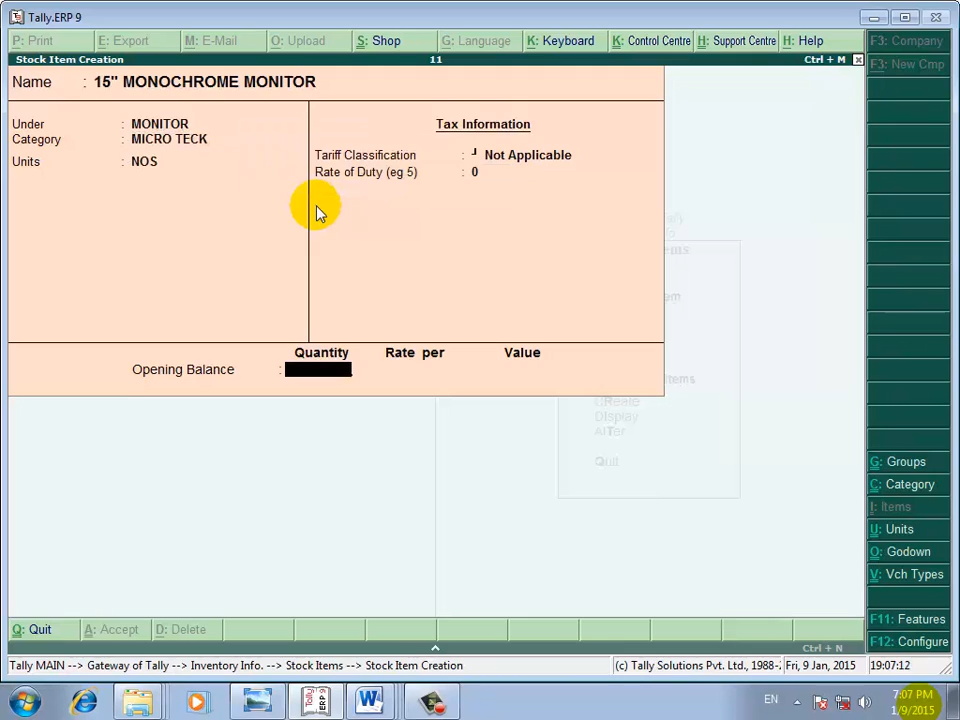 Tally.ERP 9
P: Print E: Export M: E-Mail O: Upload S: Shop G: Language K: Keyboard K: Control Centre H: Support Centre H: Help
F3: Company
F3: New Cmp
Stock Item Creation 11 Ctrl + M
Name : 15" MONOCHROME MONITOR
Under : MONITOR
Category : MICRO TECK
Units : NOS
Tax Information
Tariff Classification : ┘ Not Applicable
Rate of Duty (eg 5) : 0
Quantity Rate per Value
Opening Balance :
CReate
Display
AlTer
Quit
G: Groups
C: Category
I: Items
U: Units
O: Godown
V: Vch Types
F11: Features
F12: Configure
Q: Quit A: Accept D: Delete
Ctrl + N
Tally MAIN --> Gateway of Tally --> Inventory Info. --> Stock Items --> Stock Item Creation
(c) Tally Solutions Pvt. Ltd., 1988-
Fri, 9 Jan, 2015
19:07:12
EN
7:07 PM
1/9/2015